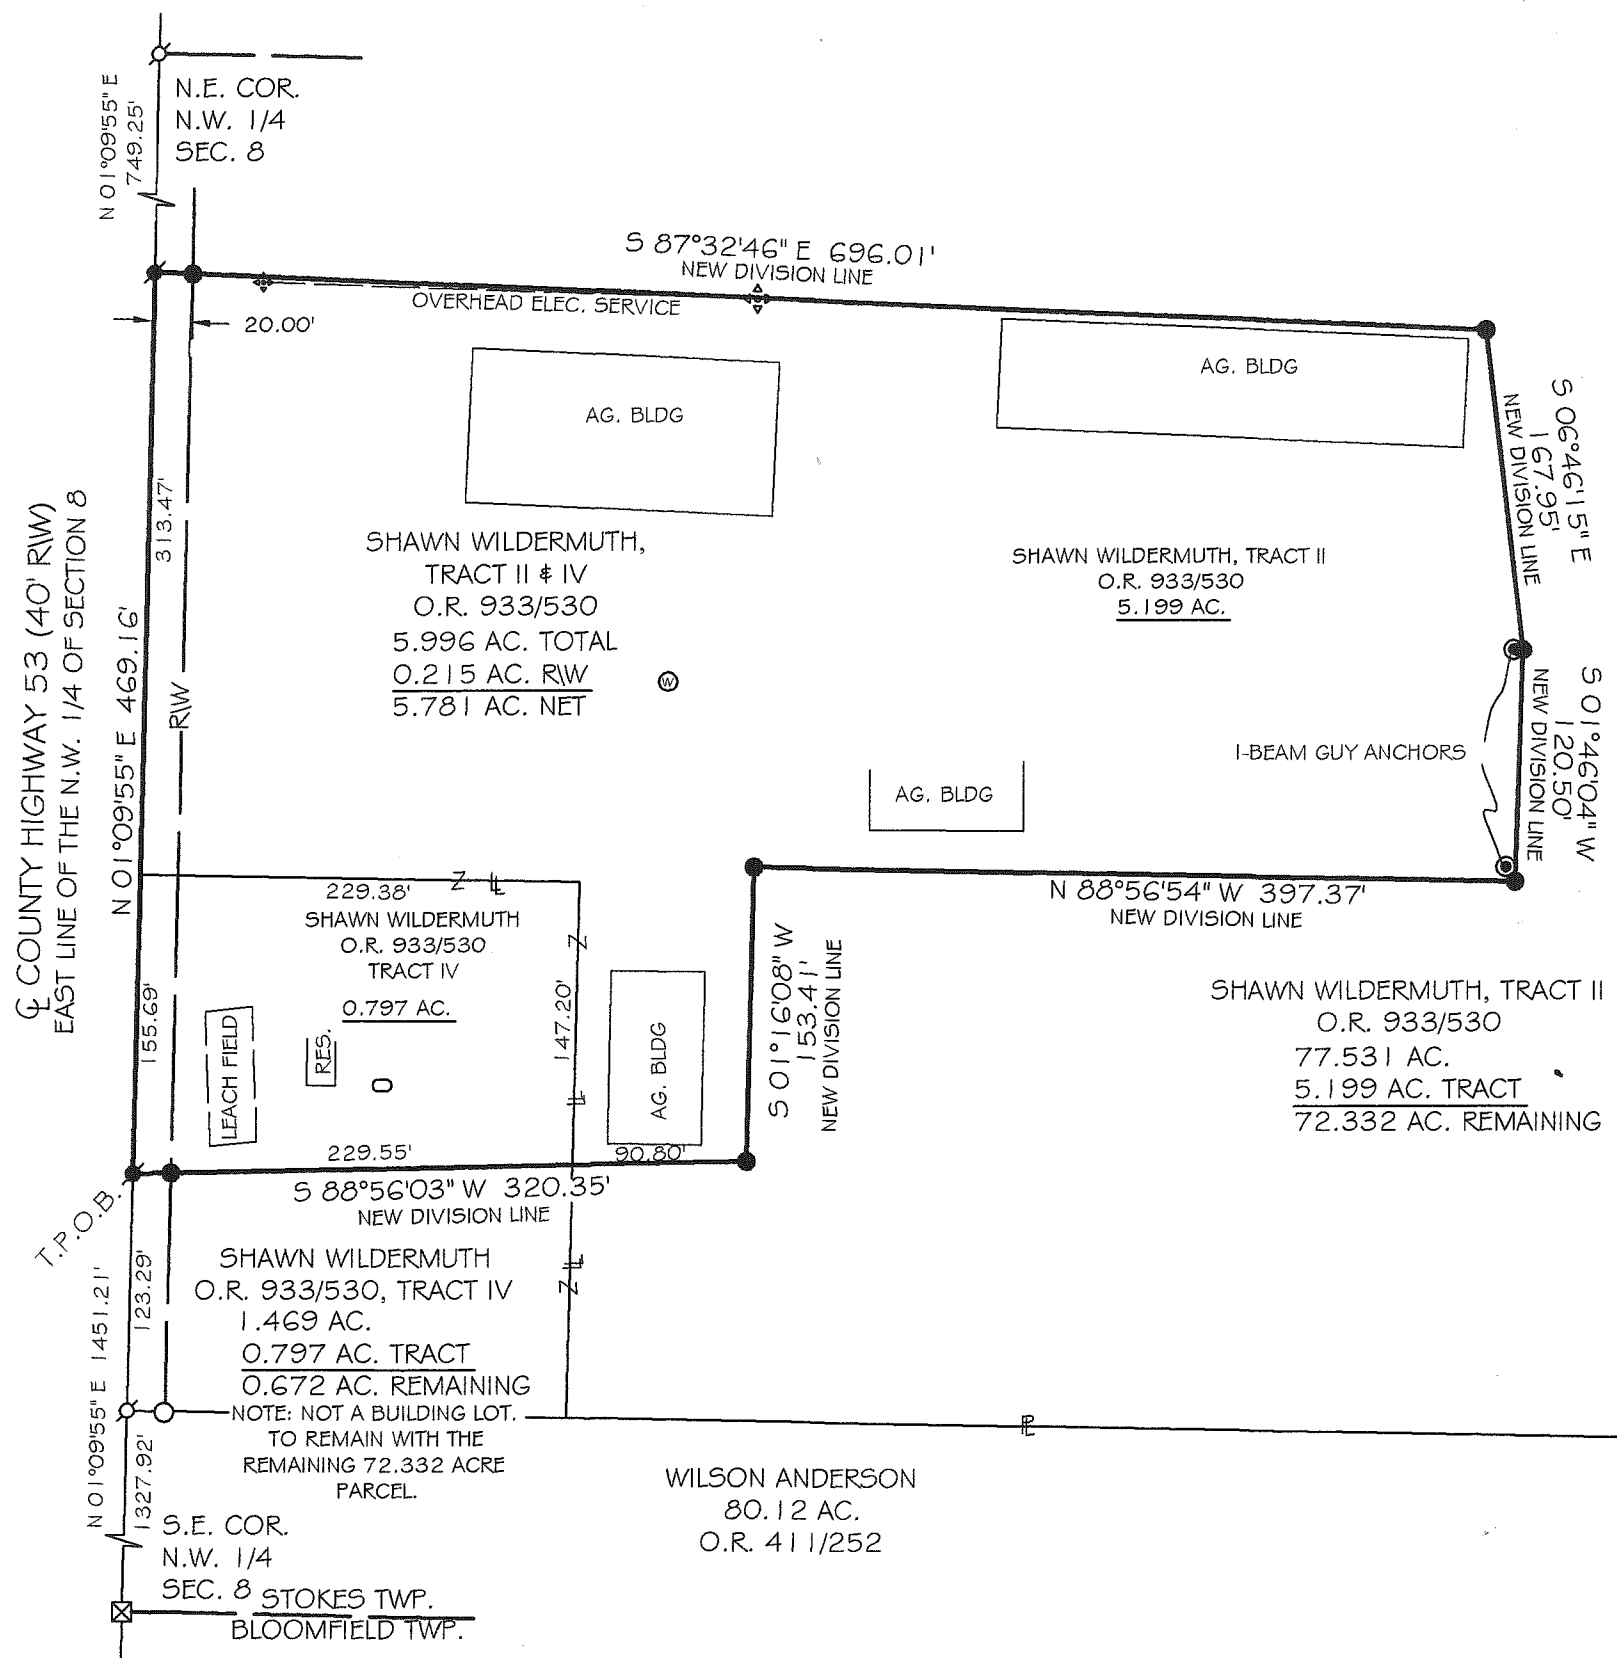 N 01°09'55" E
749.25'
N.E. COR.
N.W. 1/4
SEC. 8
S 87°32'46" E 696.01'
NEW DIVISION LINE
OVERHEAD ELEC. SERVICE
20.00'
AG. BLDG
AG. BLDG
S 06°46'15" E
167.95'
NEW DIVISION LINE
313.47'
SHAWN WILDERMUTH,
TRACT II & IV
O.R. 933/530
5.996 AC. TOTAL
0.215 AC. R\W
5.781 AC. NET
W
SHAWN WILDERMUTH, TRACT II
O.R. 933/530
5.199 AC.
℄ COUNTY HIGHWAY 53 (40' R\W)
EAST LINE OF THE N.W. 1/4 OF SECTION 8
N 01°09'55" E 469.16'
R\W
I-BEAM GUY ANCHORS
S 01°46'04" W
120.50'
NEW DIVISION LINE
AG. BLDG
N 88°56'54" W 397.37'
NEW DIVISION LINE
229.38'
Z
LL
SHAWN WILDERMUTH
O.R. 933/530
TRACT IV
0.797 AC.
Z
155.69'
LEACH FIELD
RES.
147.20'
LL
AG. BLDG
S 01°16'08" W
153.41'
NEW DIVISION LINE
SHAWN WILDERMUTH, TRACT II
O.R. 933/530
77.531 AC.
5.199 AC. TRACT
72.332 AC. REMAINING
229.55'
90.80'
S 88°56'03" W 320.35'
NEW DIVISION LINE
T.P.O.B.
123.29'
N 01°09'55" E 1451.21'
SHAWN WILDERMUTH
O.R. 933/530, TRACT IV
1.469 AC.
0.797 AC. TRACT
0.672 AC. REMAINING
LL
Z
NOTE: NOT A BUILDING LOT.
TO REMAIN WITH THE
REMAINING 72.332 ACRE
PARCEL.
PL
N 01°09'55" E
1327.92'
WILSON ANDERSON
80.12 AC.
O.R. 411/252
S.E. COR.
N.W. 1/4
SEC. 8
STOKES TWP.
BLOOMFIELD TWP.